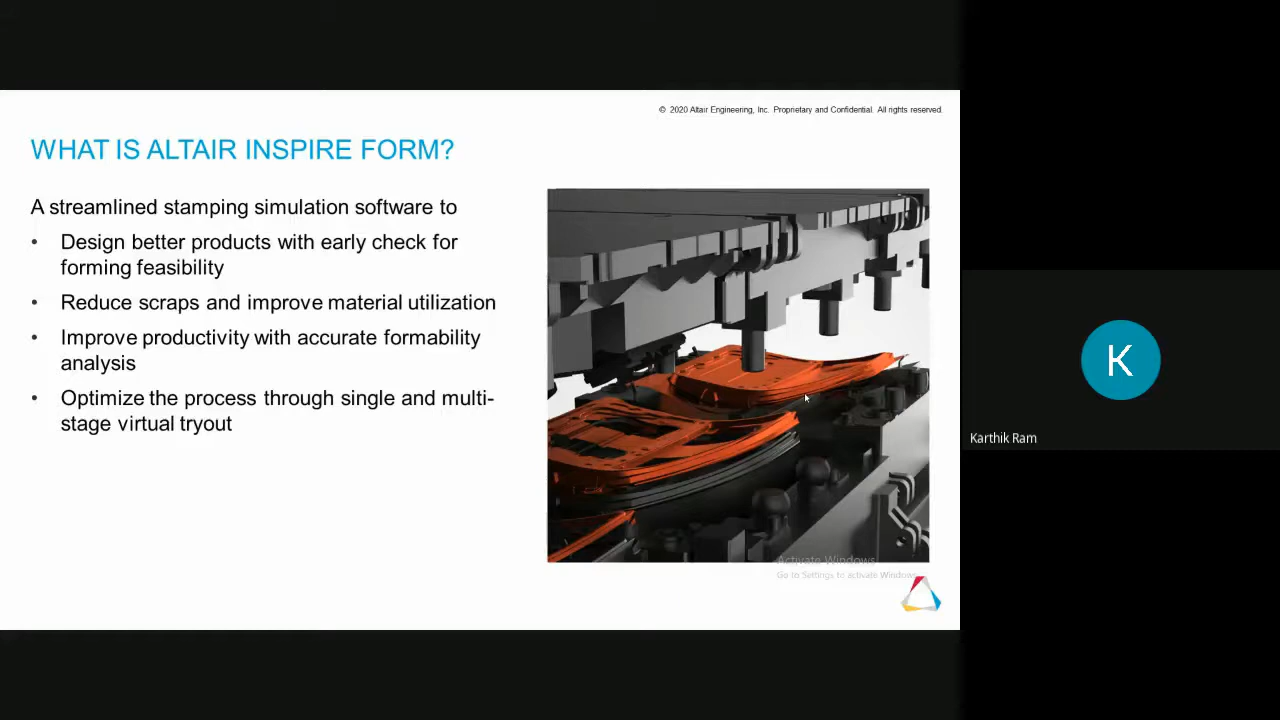 © 2020 Altair Engineering, Inc. Proprietary and Confidential. All rights reserved.
WHAT IS ALTAIR INSPIRE FORM?
A streamlined stamping simulation software to
• Design better products with early check for
forming feasibility
• Reduce scraps and improve material utilization
• Improve productivity with accurate formability
analysis
• Optimize the process through single and multi-
stage virtual tryout
Activate Windows
Go to Settings to activate Windows.
K
Karthik Ram